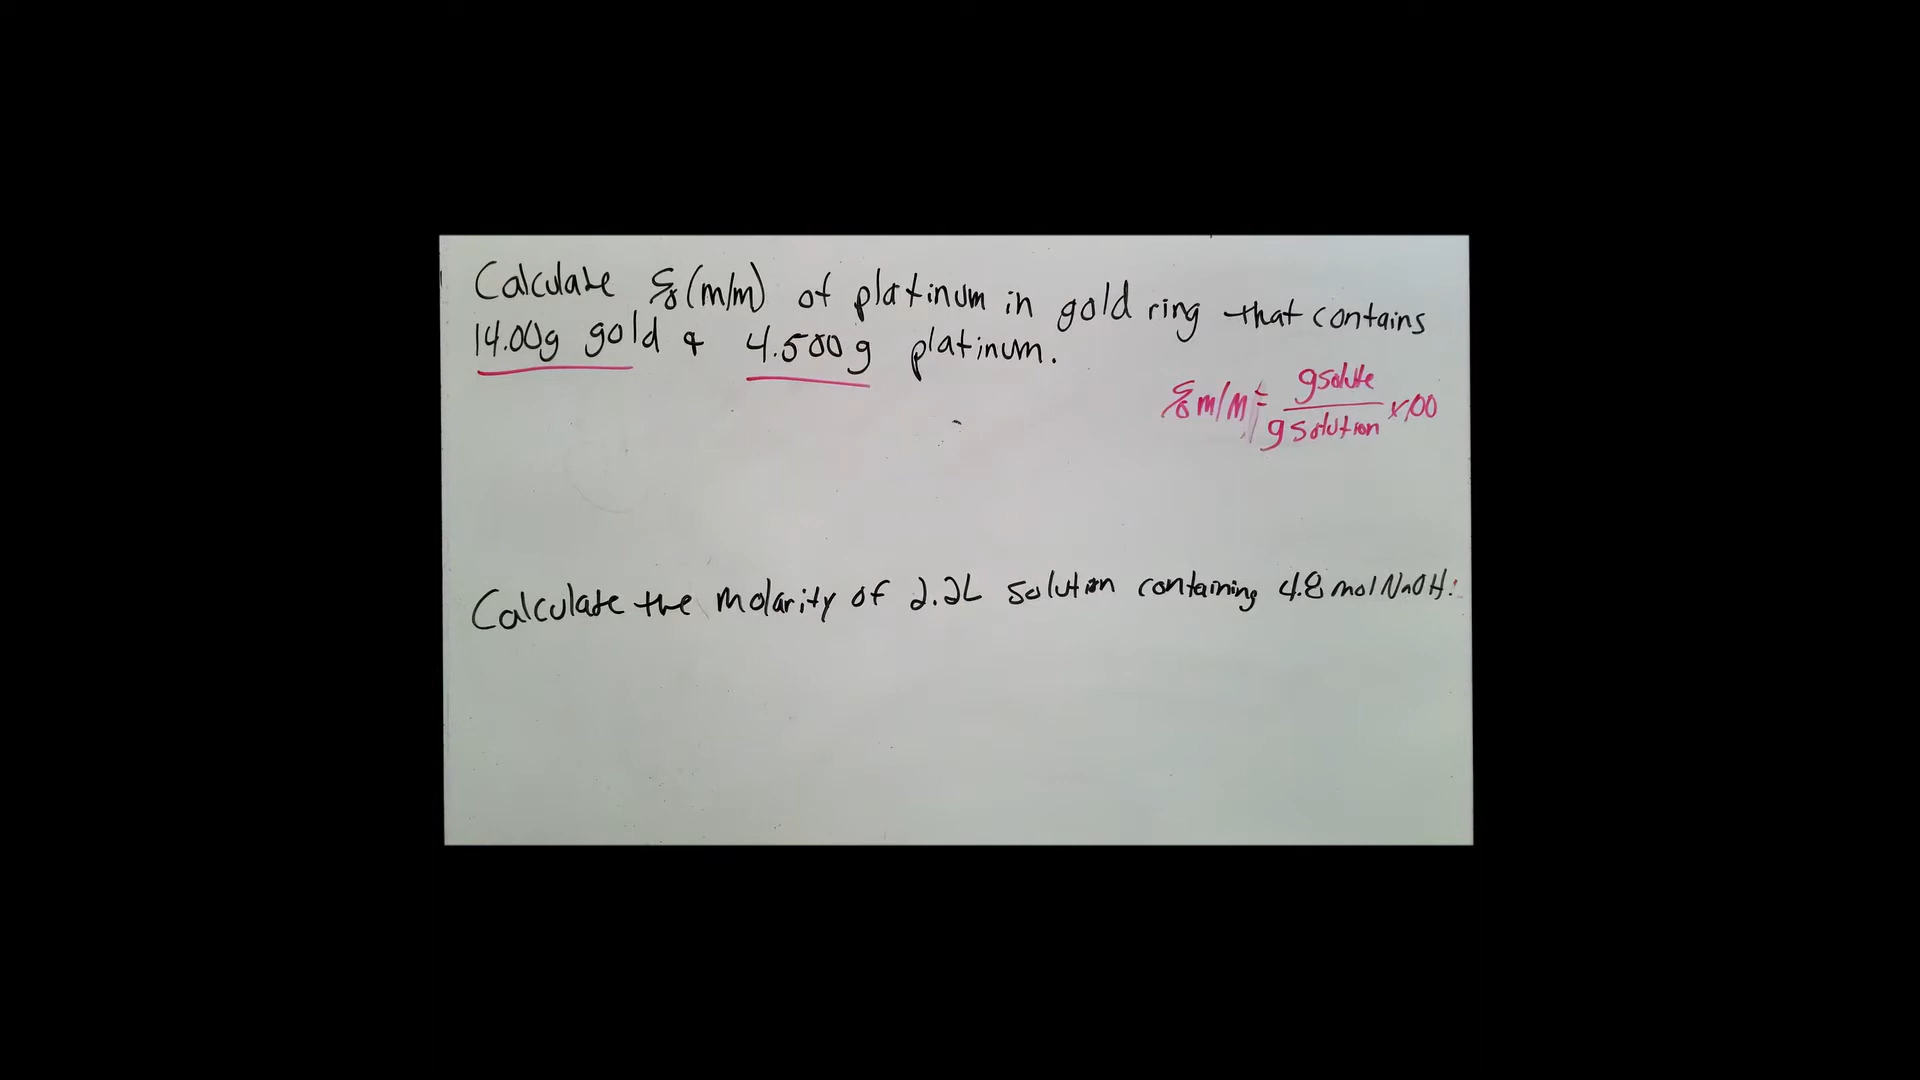 Calculate %(m/m) of platinum in gold ring that contains
14.00g gold & 4.500g platinum.
%m/m = g solute / g solution x100
Calculate the molarity of 2.2L solution containing 4.8 mol NaOH.